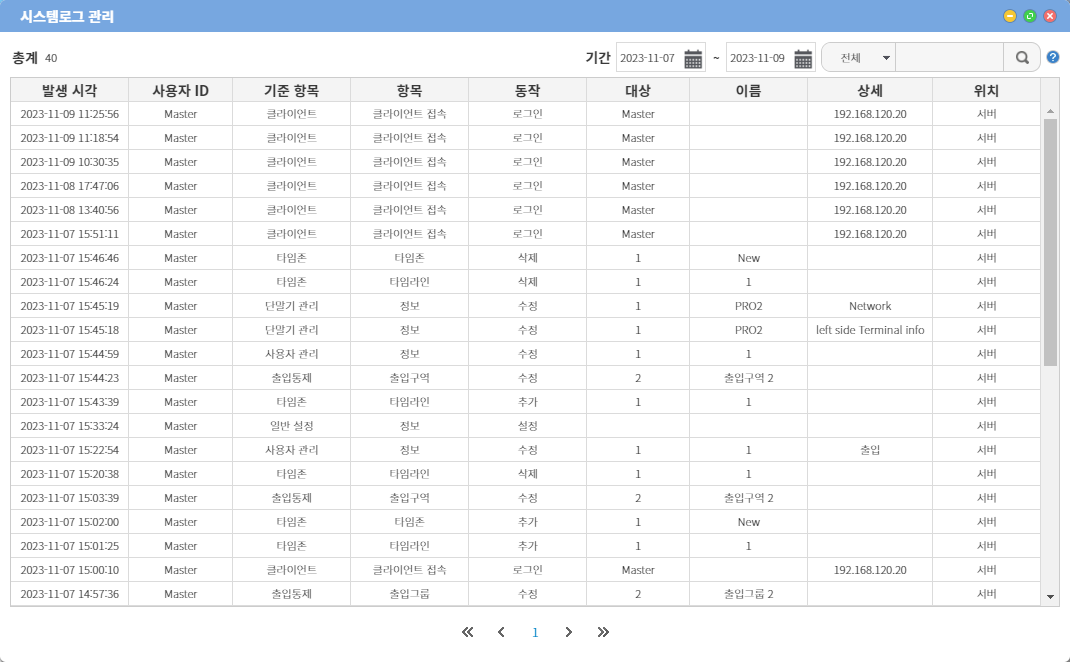 시스템로그 관리
총계 40 기간 2023-11-07 ~ 2023-11-09 전체
발생 시각 사용자 ID 기준 항목 항목 동작 대상 이름 상세 위치
2023-11-09 11:25:56 Master 클라이언트 클라이언트 접속 로그인 Master 192.168.120.20 서버
2023-11-09 11:18:54 Master 클라이언트 클라이언트 접속 로그인 Master 192.168.120.20 서버
2023-11-09 10:30:35 Master 클라이언트 클라이언트 접속 로그인 Master 192.168.120.20 서버
2023-11-08 17:47:06 Master 클라이언트 클라이언트 접속 로그인 Master 192.168.120.20 서버
2023-11-08 13:40:56 Master 클라이언트 클라이언트 접속 로그인 Master 192.168.120.20 서버
2023-11-07 15:51:11 Master 클라이언트 클라이언트 접속 로그인 Master 192.168.120.20 서버
2023-11-07 15:46:46 Master 타임존 타임존 삭제 1 New 서버
2023-11-07 15:46:24 Master 타임존 타임라인 삭제 1 1 서버
2023-11-07 15:45:19 Master 단말기 관리 정보 수정 1 PRO2 Network 서버
2023-11-07 15:45:18 Master 단말기 관리 정보 수정 1 PRO2 left side Terminal info 서버
2023-11-07 15:44:59 Master 사용자 관리 정보 수정 1 1 서버
2023-11-07 15:44:23 Master 출입통제 출입구역 수정 2 출입구역 2 서버
2023-11-07 15:43:39 Master 타임존 타임라인 추가 1 1 서버
2023-11-07 15:33:24 Master 일반 설정 정보 설정 서버
2023-11-07 15:22:54 Master 사용자 관리 정보 수정 1 1 출입 서버
2023-11-07 15:20:38 Master 타임존 타임라인 삭제 1 1 서버
2023-11-07 15:03:39 Master 출입통제 출입구역 수정 2 출입구역 2 서버
2023-11-07 15:02:00 Master 타임존 타임존 추가 1 New 서버
2023-11-07 15:01:25 Master 타임존 타임라인 추가 1 1 서버
2023-11-07 15:00:10 Master 클라이언트 클라이언트 접속 로그인 Master 192.168.120.20 서버
2023-11-07 14:57:36 Master 출입통제 출입그룹 수정 2 출입그룹 2 서버
1